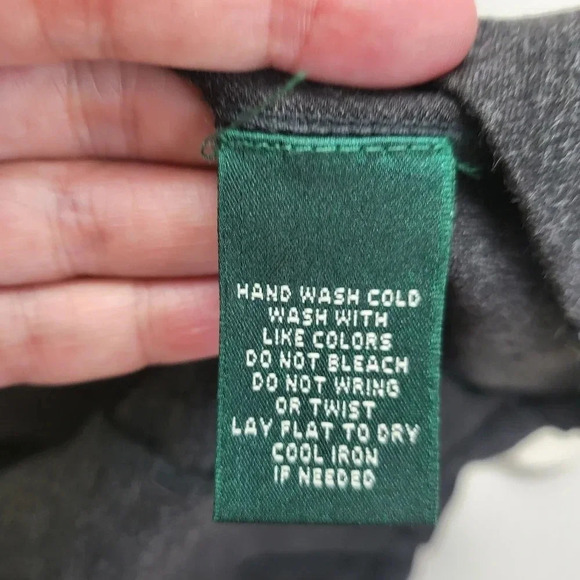 HAND WASH COLD
WASH WITH
LIKE COLORS
DO NOT BLEACH
DO NOT WRING
OR TWIST
LAY FLAT TO DRY
COOL IRON
IF NEEDED